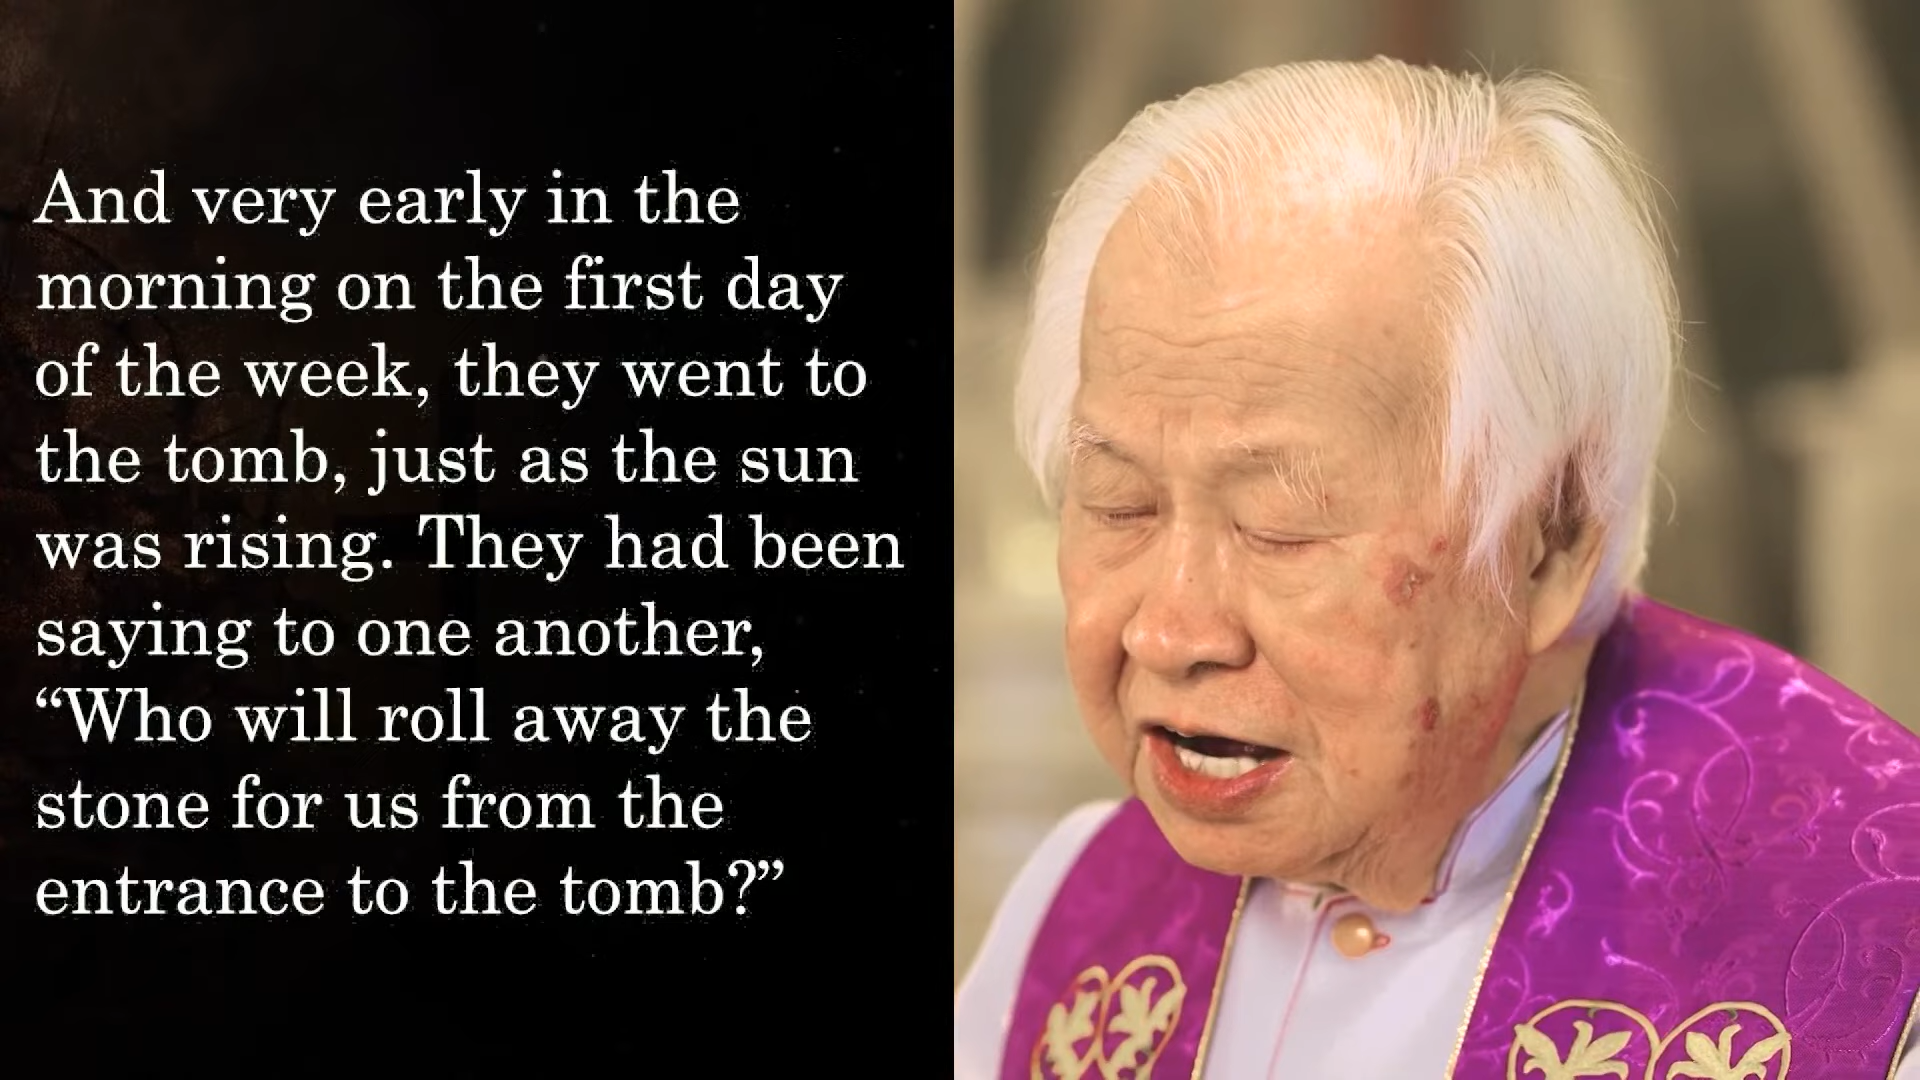 And very early in the
morning on the first day
of the week, they went to
the tomb, just as the sun
was rising. They had been
saying to one another,
“Who will roll away the
stone for us from the
entrance to the tomb?”